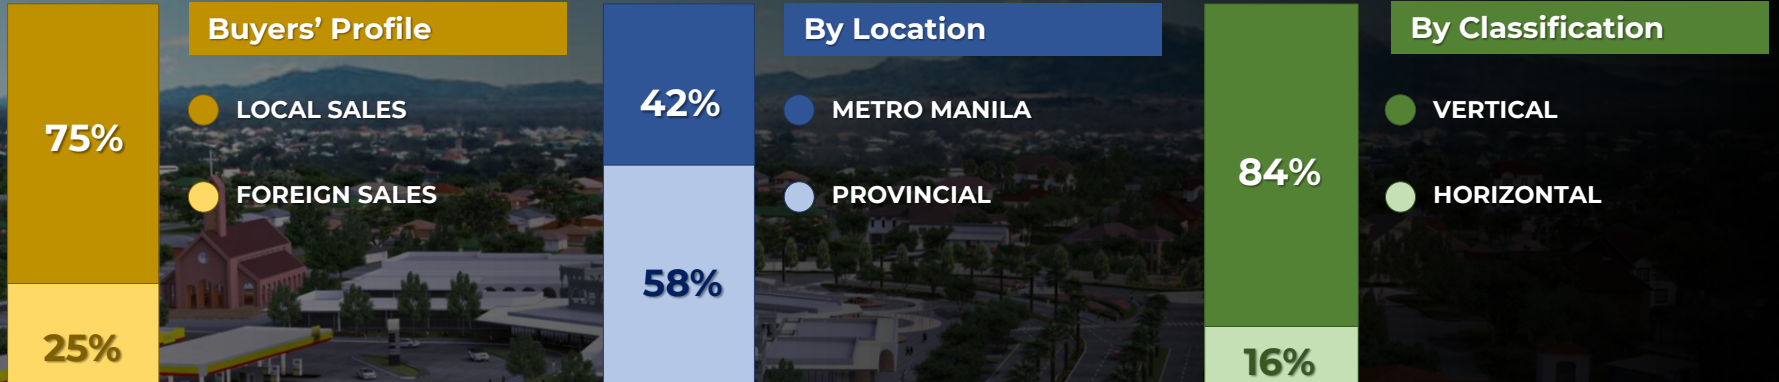 Buyers’ Profile
75%
LOCAL SALES
FOREIGN SALES
25%
By Location
42%
METRO MANILA
PROVINCIAL
58%
By Classification
84%
VERTICAL
HORIZONTAL
16%